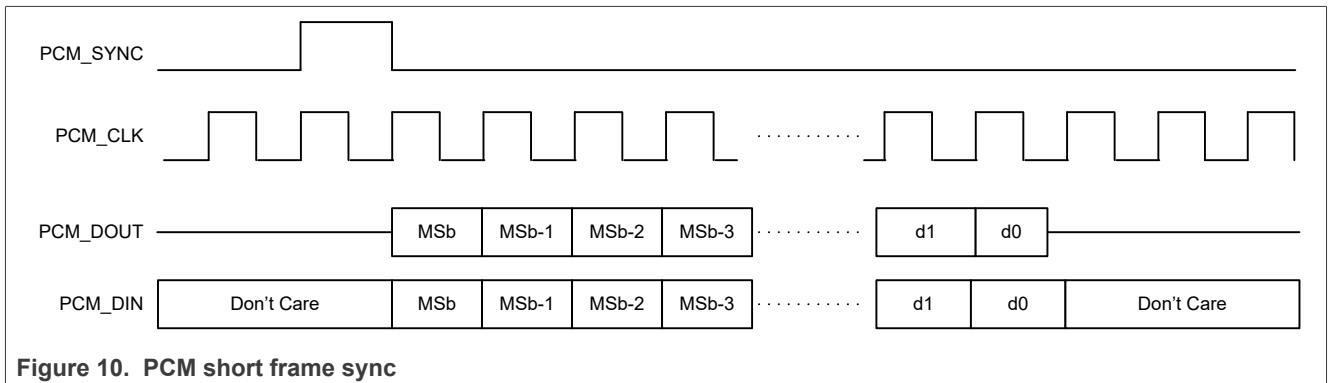 PCM_SYNC
PCM_CLK
PCM_DOUT MSb MSb-1 MSb-2 MSb-3 ........... d1 d0
PCM_DIN Don't Care MSb MSb-1 MSb-2 MSb-3 ........... d1 d0 Don't Care
Figure 10. PCM short frame sync